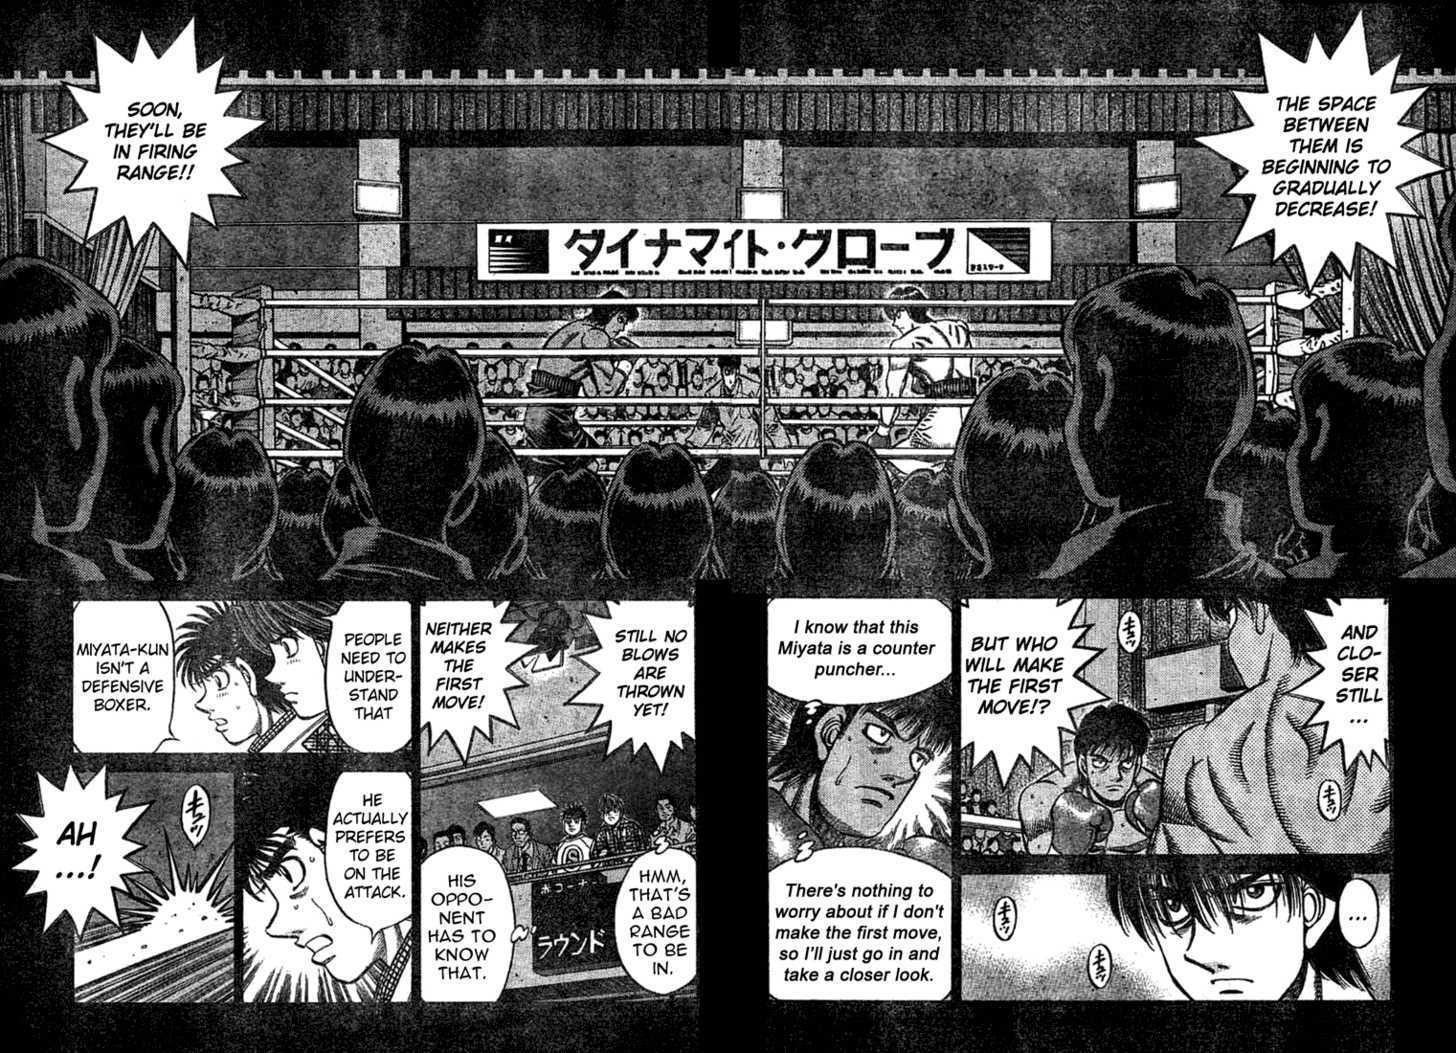 THE SPACE
BETWEEN
THEM IS
BEGINNING TO
GRADUALLY
DECREASE!
SOON,
THEY'LL BE
IN FIRING
RANGE!!
ダイナマイト・グローブ
AND
CLO-
SER
STILL
...
BUT WHO
WILL MAKE
THE FIRST
MOVE!?
...
I know that this
Miyata is a counter
puncher...
There's nothing to
worry about if I don't
make the first move,
so I'll just go in and
take a closer look.
STILL NO
BLOWS
ARE
THROWN
YET!
NEITHER
MAKES
THE
FIRST
MOVE!
HMM,
THAT'S
A BAD
RANGE
TO BE
IN.
HIS
OPPO-
NENT
HAS TO
KNOW
THAT.
ラウンド
PEOPLE
NEED TO
UNDER-
STAND
THAT
MIYATA-KUN
ISN'T A
DEFENSIVE
BOXER.
HE
ACTUALLY
PREFERS
TO BE
ON THE
ATTACK.
AH
...!